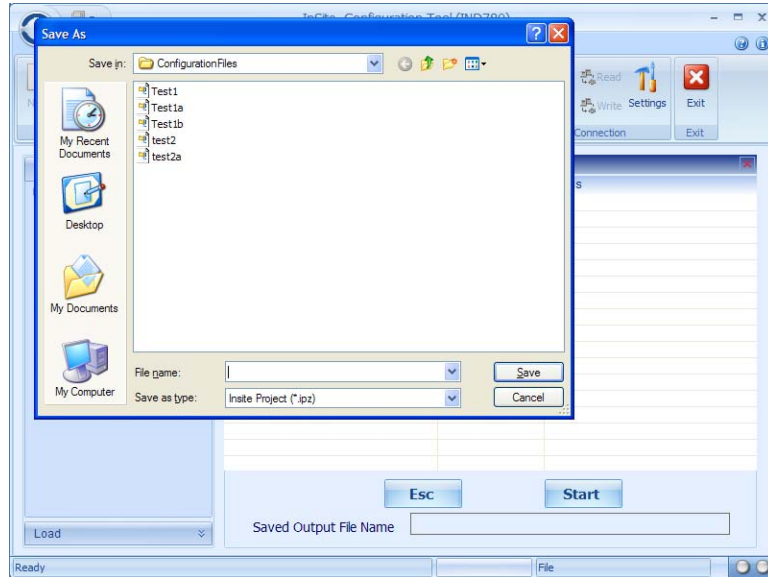 Save As
Save in:
ConfigurationFiles
Test1
Test1a
Test1b
test2
test2a
My Recent
Documents
Desktop
My Documents
My Computer
File name:
Save
Save as type:
Insite Project (*.ipz)
Cancel
Read
Write
Settings
Exit
Connection
Exit
Esc
Start
Saved Output File Name
Load
Ready
File